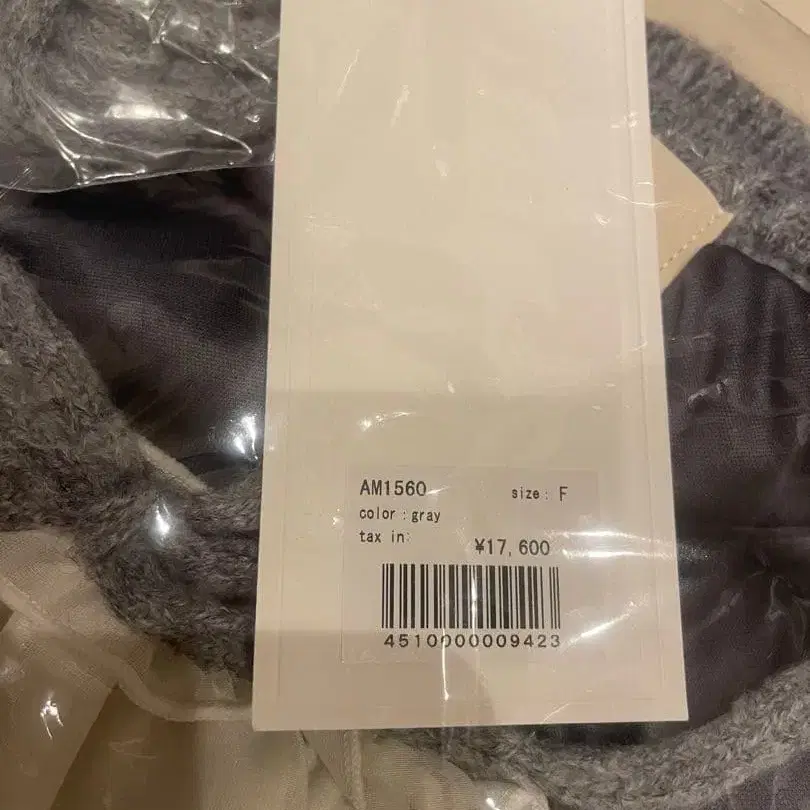 AM1560 size: F
color:gray
tax in:
¥17,600
4510000009423